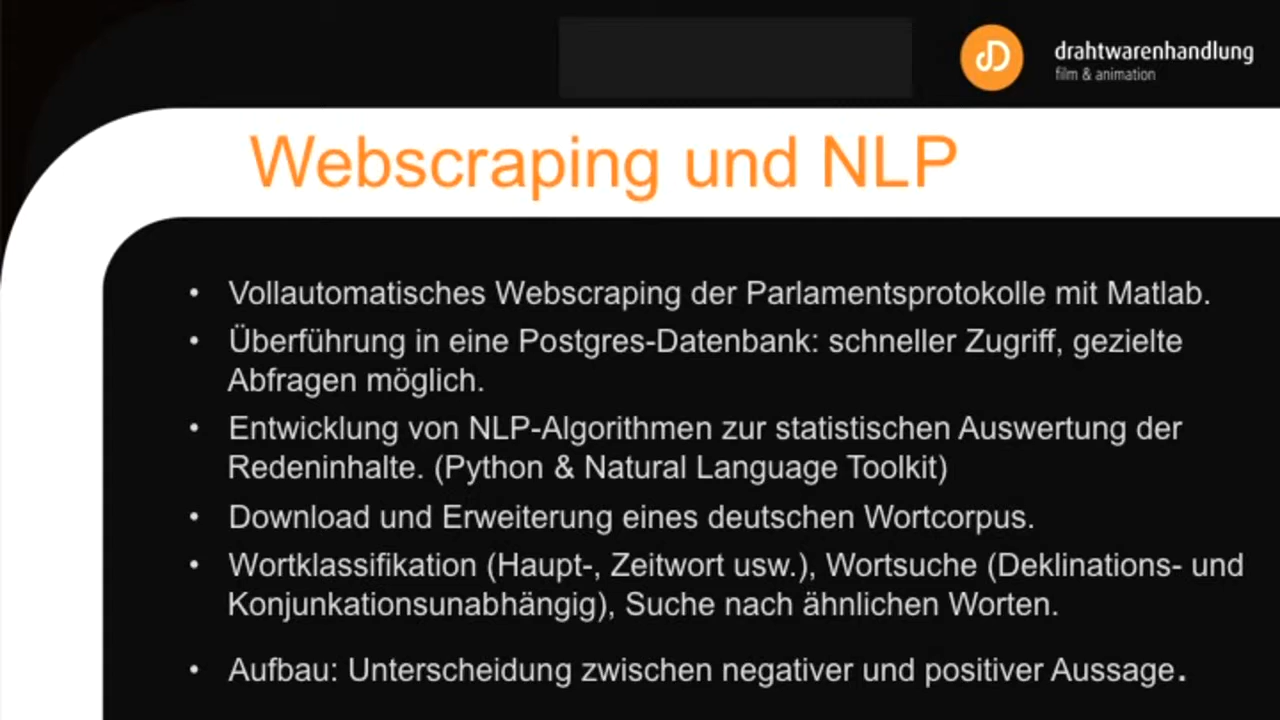 drahtwarenhandlung
film & animation
Webscraping und NLP
• Vollautomatisches Webscraping der Parlamentsprotokolle mit Matlab.
• Überführung in eine Postgres-Datenbank: schneller Zugriff, gezielte
Abfragen möglich.
• Entwicklung von NLP-Algorithmen zur statistischen Auswertung der
Redeninhalte. (Python & Natural Language Toolkit)
• Download und Erweiterung eines deutschen Wortcorpus.
• Wortklassifikation (Haupt-, Zeitwort usw.), Wortsuche (Deklinations- und
Konjunkationsunabhängig), Suche nach ähnlichen Worten.
• Aufbau: Unterscheidung zwischen negativer und positiver Aussage.